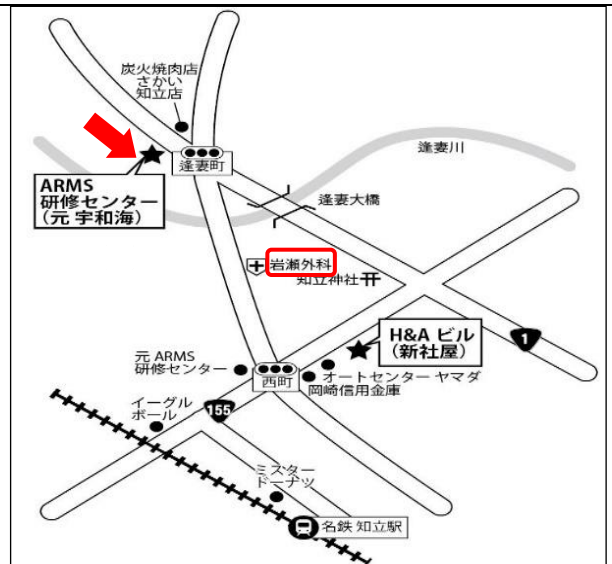 炭火焼肉店
さかい
知立店
逢妻町
逢妻川
ARMS
研修センター
(元 宇和海)
逢妻大橋
岩瀬外科
知立神社
H&A ビル
(新社屋)
1
元 ARMS
研修センター
西町
オートセンター ヤマダ
岡崎信用金庫
イーグル
ボール
155
ミスター
ドーナツ
名鉄 知立駅